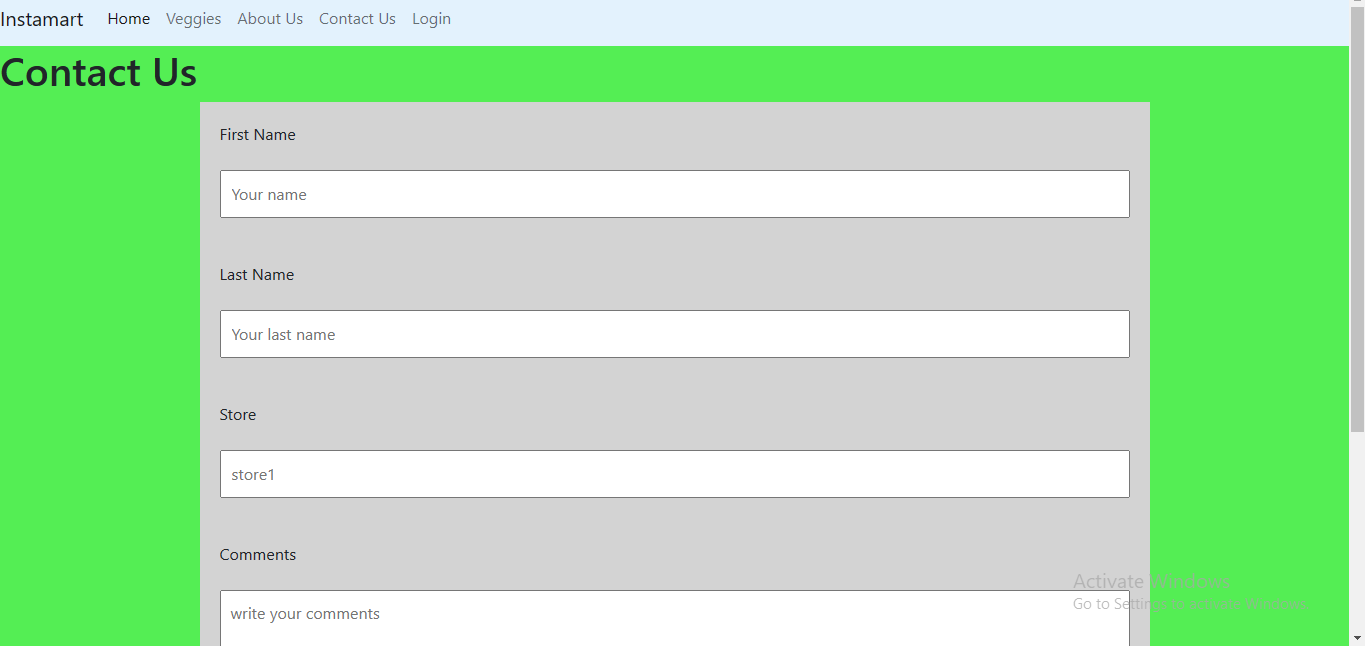 Instamart Home Veggies About Us Contact Us Login
Contact Us
First Name
Your name
Last Name
Your last name
Store
store1
Comments
write your comments
Activate Windows
Go to Settings to activate Windows.